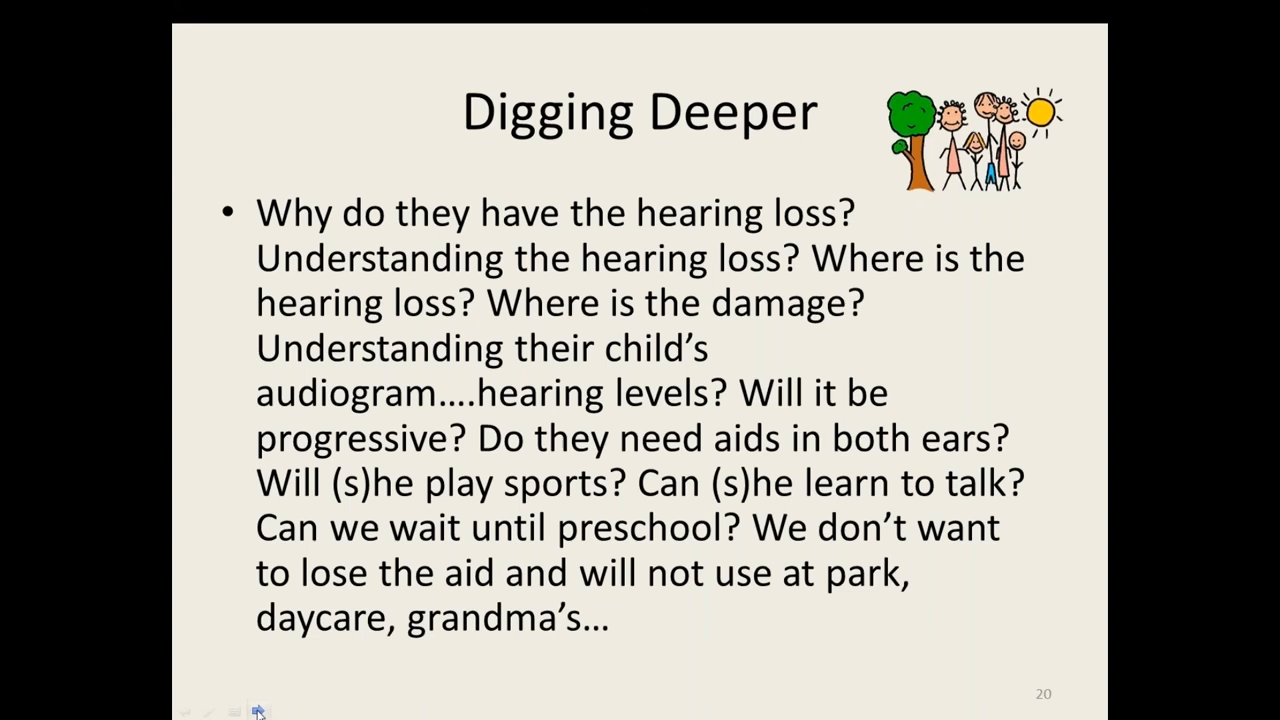 Digging Deeper
• Why do they have the hearing loss?
Understanding the hearing loss? Where is the
hearing loss? Where is the damage?
Understanding their child’s
audiogram….hearing levels? Will it be
progressive? Do they need aids in both ears?
Will (s)he play sports? Can (s)he learn to talk?
Can we wait until preschool? We don’t want
to lose the aid and will not use at park,
daycare, grandma’s…
20